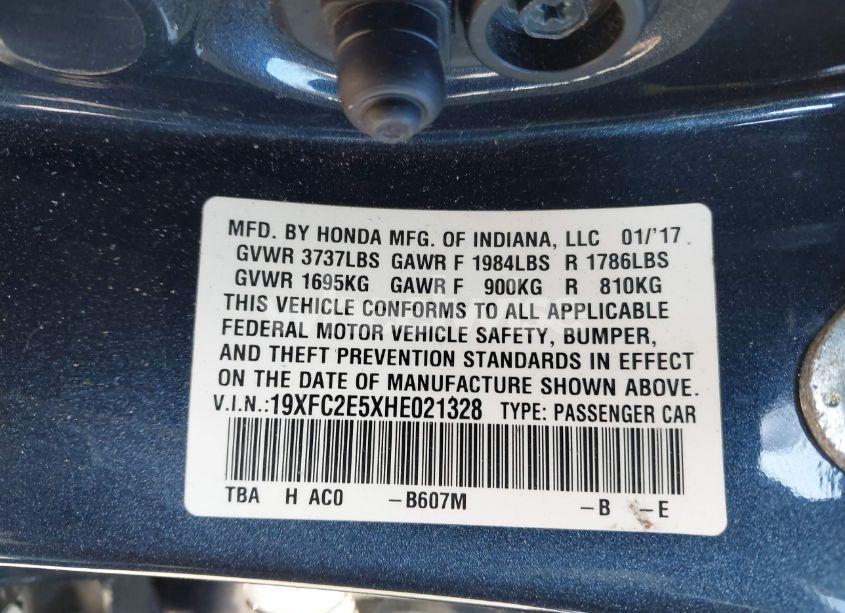 MFD. BY HONDA MFG. OF INDIANA, LLC 01/'17
GVWR 3737LBS GAWR F 1984LBS R 1786LBS
GVWR 1695KG GAWR F 900KG R 810KG
THIS VEHICLE CONFORMS TO ALL APPLICABLE
FEDERAL MOTOR VEHICLE SAFETY, BUMPER,
AND THEFT PREVENTION STANDARDS IN EFFECT
ON THE DATE OF MANUFACTURE SHOWN ABOVE.
V.I.N.:19XFC2E5XHE021328 TYPE: PASSENGER CAR
TBA H AC0 –B607M –B –E